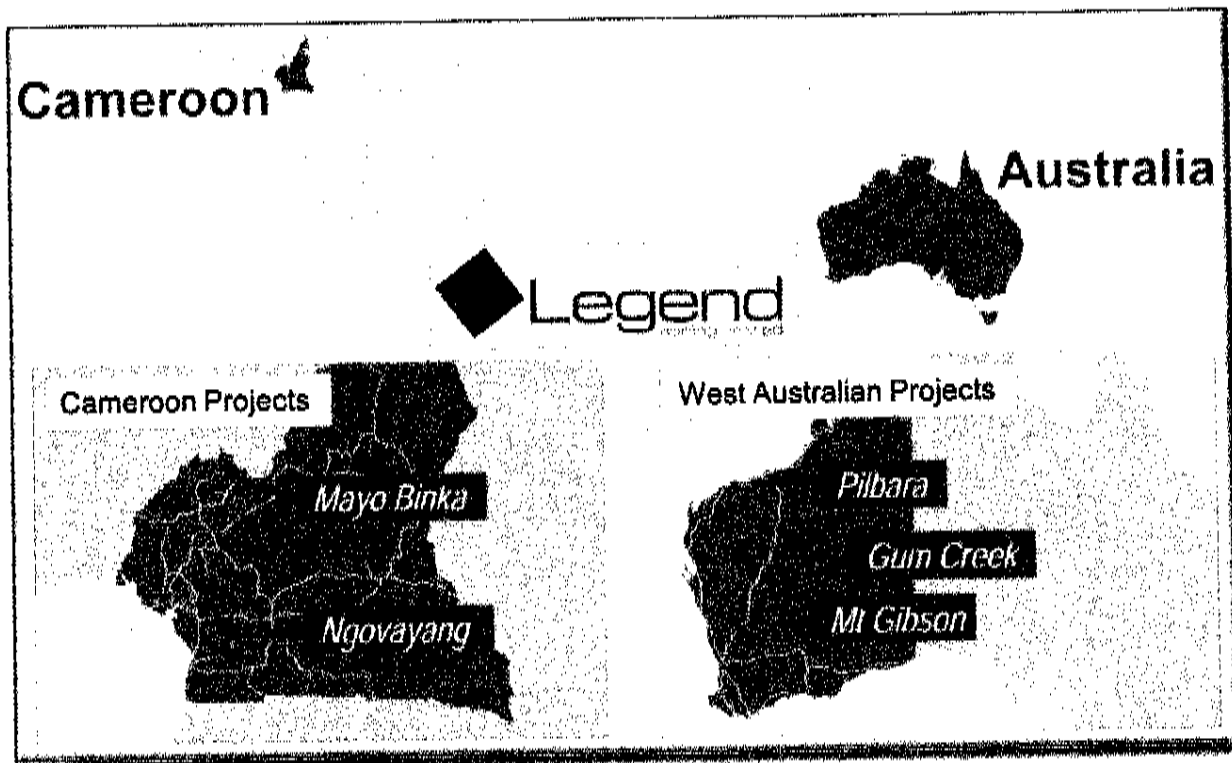 Cameroon
Australia
Legend
Cameroon Projects
West Australian Projects
Mayo Binka
Pilbara
Gum Creek
Ngovayang
Mt Gibson